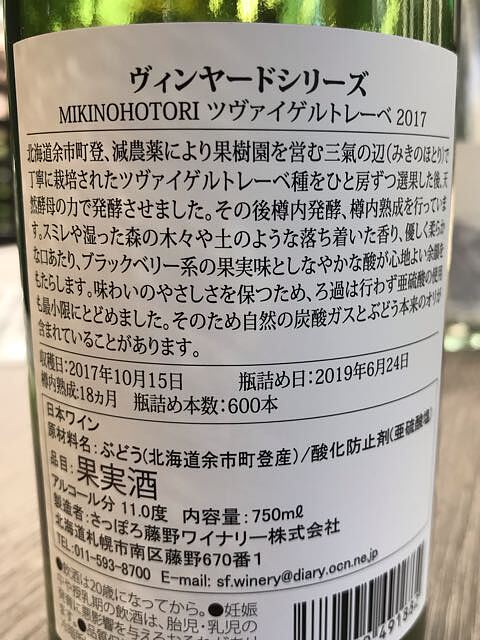 ヴィンヤードシリーズ
MIKINOHOTORI ツヴァイゲルトレーベ 2017
北海道余市町登、減農薬により果樹園を営む三氣の辺(みきのほとり)で
丁寧に栽培されたツヴァイゲルトレーベ種をひと房ずつ選果した後、天
然酵母の力で発酵させました。その後樽内発酵、樽内熟成を行っていま
す。スミレや湿った森の木々や土のような落ち着いた香り、優しく柔らか
な口あたり、ブラックベリー系の果実味としなやかな酸が心地よい余韻を
もたらします。味わいのやさしさを保つため、ろ過は行わず亜硫酸の使用
も最小限にとどめました。そのため自然の炭酸ガスとぶどう本来のオリが
含まれていることがあります。
収穫日:2017年10月15日 瓶詰め日:2019年6月24日
樽内熟成:18ヵ月 瓶詰め本数:600本
日本ワイン
原材料名:ぶどう(北海道余市町登産)/酸化防止剤(亜硫酸塩)
品目:果実酒
アルコール分 11.0度 内容量:750mℓ
製造者:さっぽろ藤野ワイナリー株式会社
北海道札幌市南区藤野670番1
TEL:011-593-8700 E-mail: sf.winery@diary.ocn.ne.jp
●飲酒は20歳になってから。●妊娠
や授乳期の飲酒は、胎児・乳児の